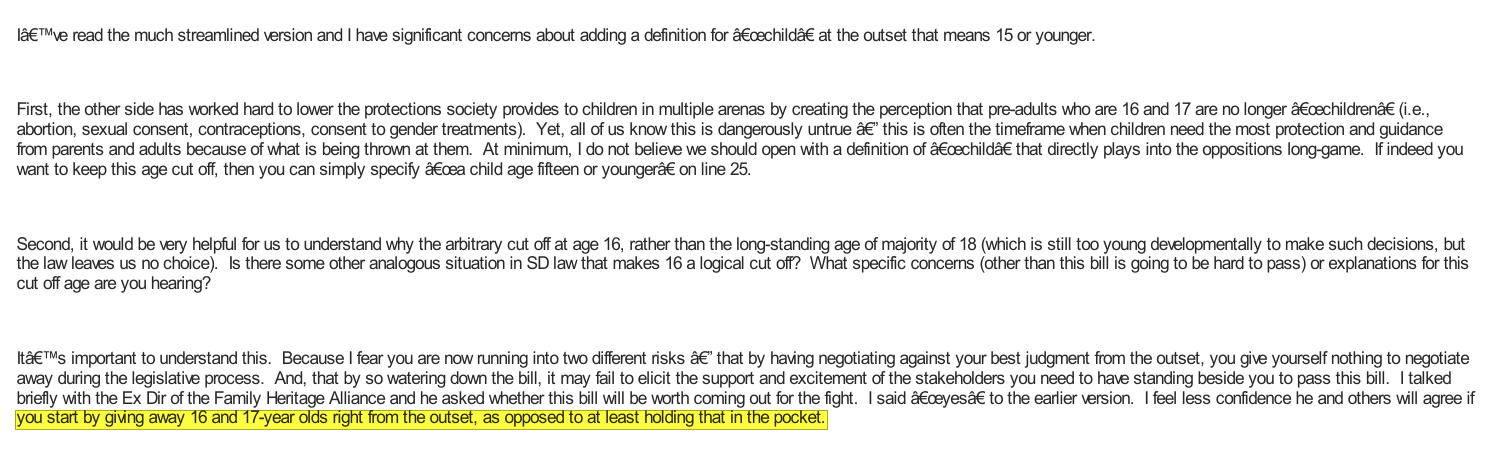 Iâ€™ve read the much streamlined version and I have significant concerns about adding a definition for â€œchildâ€ at the outset that means 15 or younger.
First, the other side has worked hard to lower the protections society provides to children in multiple arenas by creating the perception that pre-adults who are 16 and 17 are no longer â€œchildrenâ€ (i.e.,
abortion, sexual consent, contraceptions, consent to gender treatments).  Yet, all of us know this is dangerously untrue â€” this is often the timeframe when children need the most protection and guidance
from parents and adults because of what is being thrown at them.  At minimum, I do not believe we should open with a definition of â€œchildâ€ that directly plays into the oppositions long-game.  If indeed you
want to keep this age cut off, then you can simply specify â€œa child age fifteen or youngerâ€ on line 25.
Second, it would be very helpful for us to understand why the arbitrary cut off at age 16, rather than the long-standing age of majority of 18 (which is still too young developmentally to make such decisions, but
the law leaves us no choice).  Is there some other analogous situation in SD law that makes 16 a logical cut off?  What specific concerns (other than this bill is going to be hard to pass) or explanations for this
cut off age are you hearing?
Itâ€™s important to understand this.  Because I fear you are now running into two different risks â€” that by having negotiating against your best judgment from the outset, you give yourself nothing to negotiate
away during the legislative process.  And, that by so watering down the bill, it may fail to elicit the support and excitement of the stakeholders you need to have standing beside you to pass this bill.  I talked
briefly with the Ex Dir of the Family Heritage Alliance and he asked whether this bill will be worth coming out for the fight.  I said â€œyesâ€ to the earlier version.  I feel less confidence he and others will agree if
you start by giving away 16 and 17-year olds right from the outset, as opposed to at least holding that in the pocket.